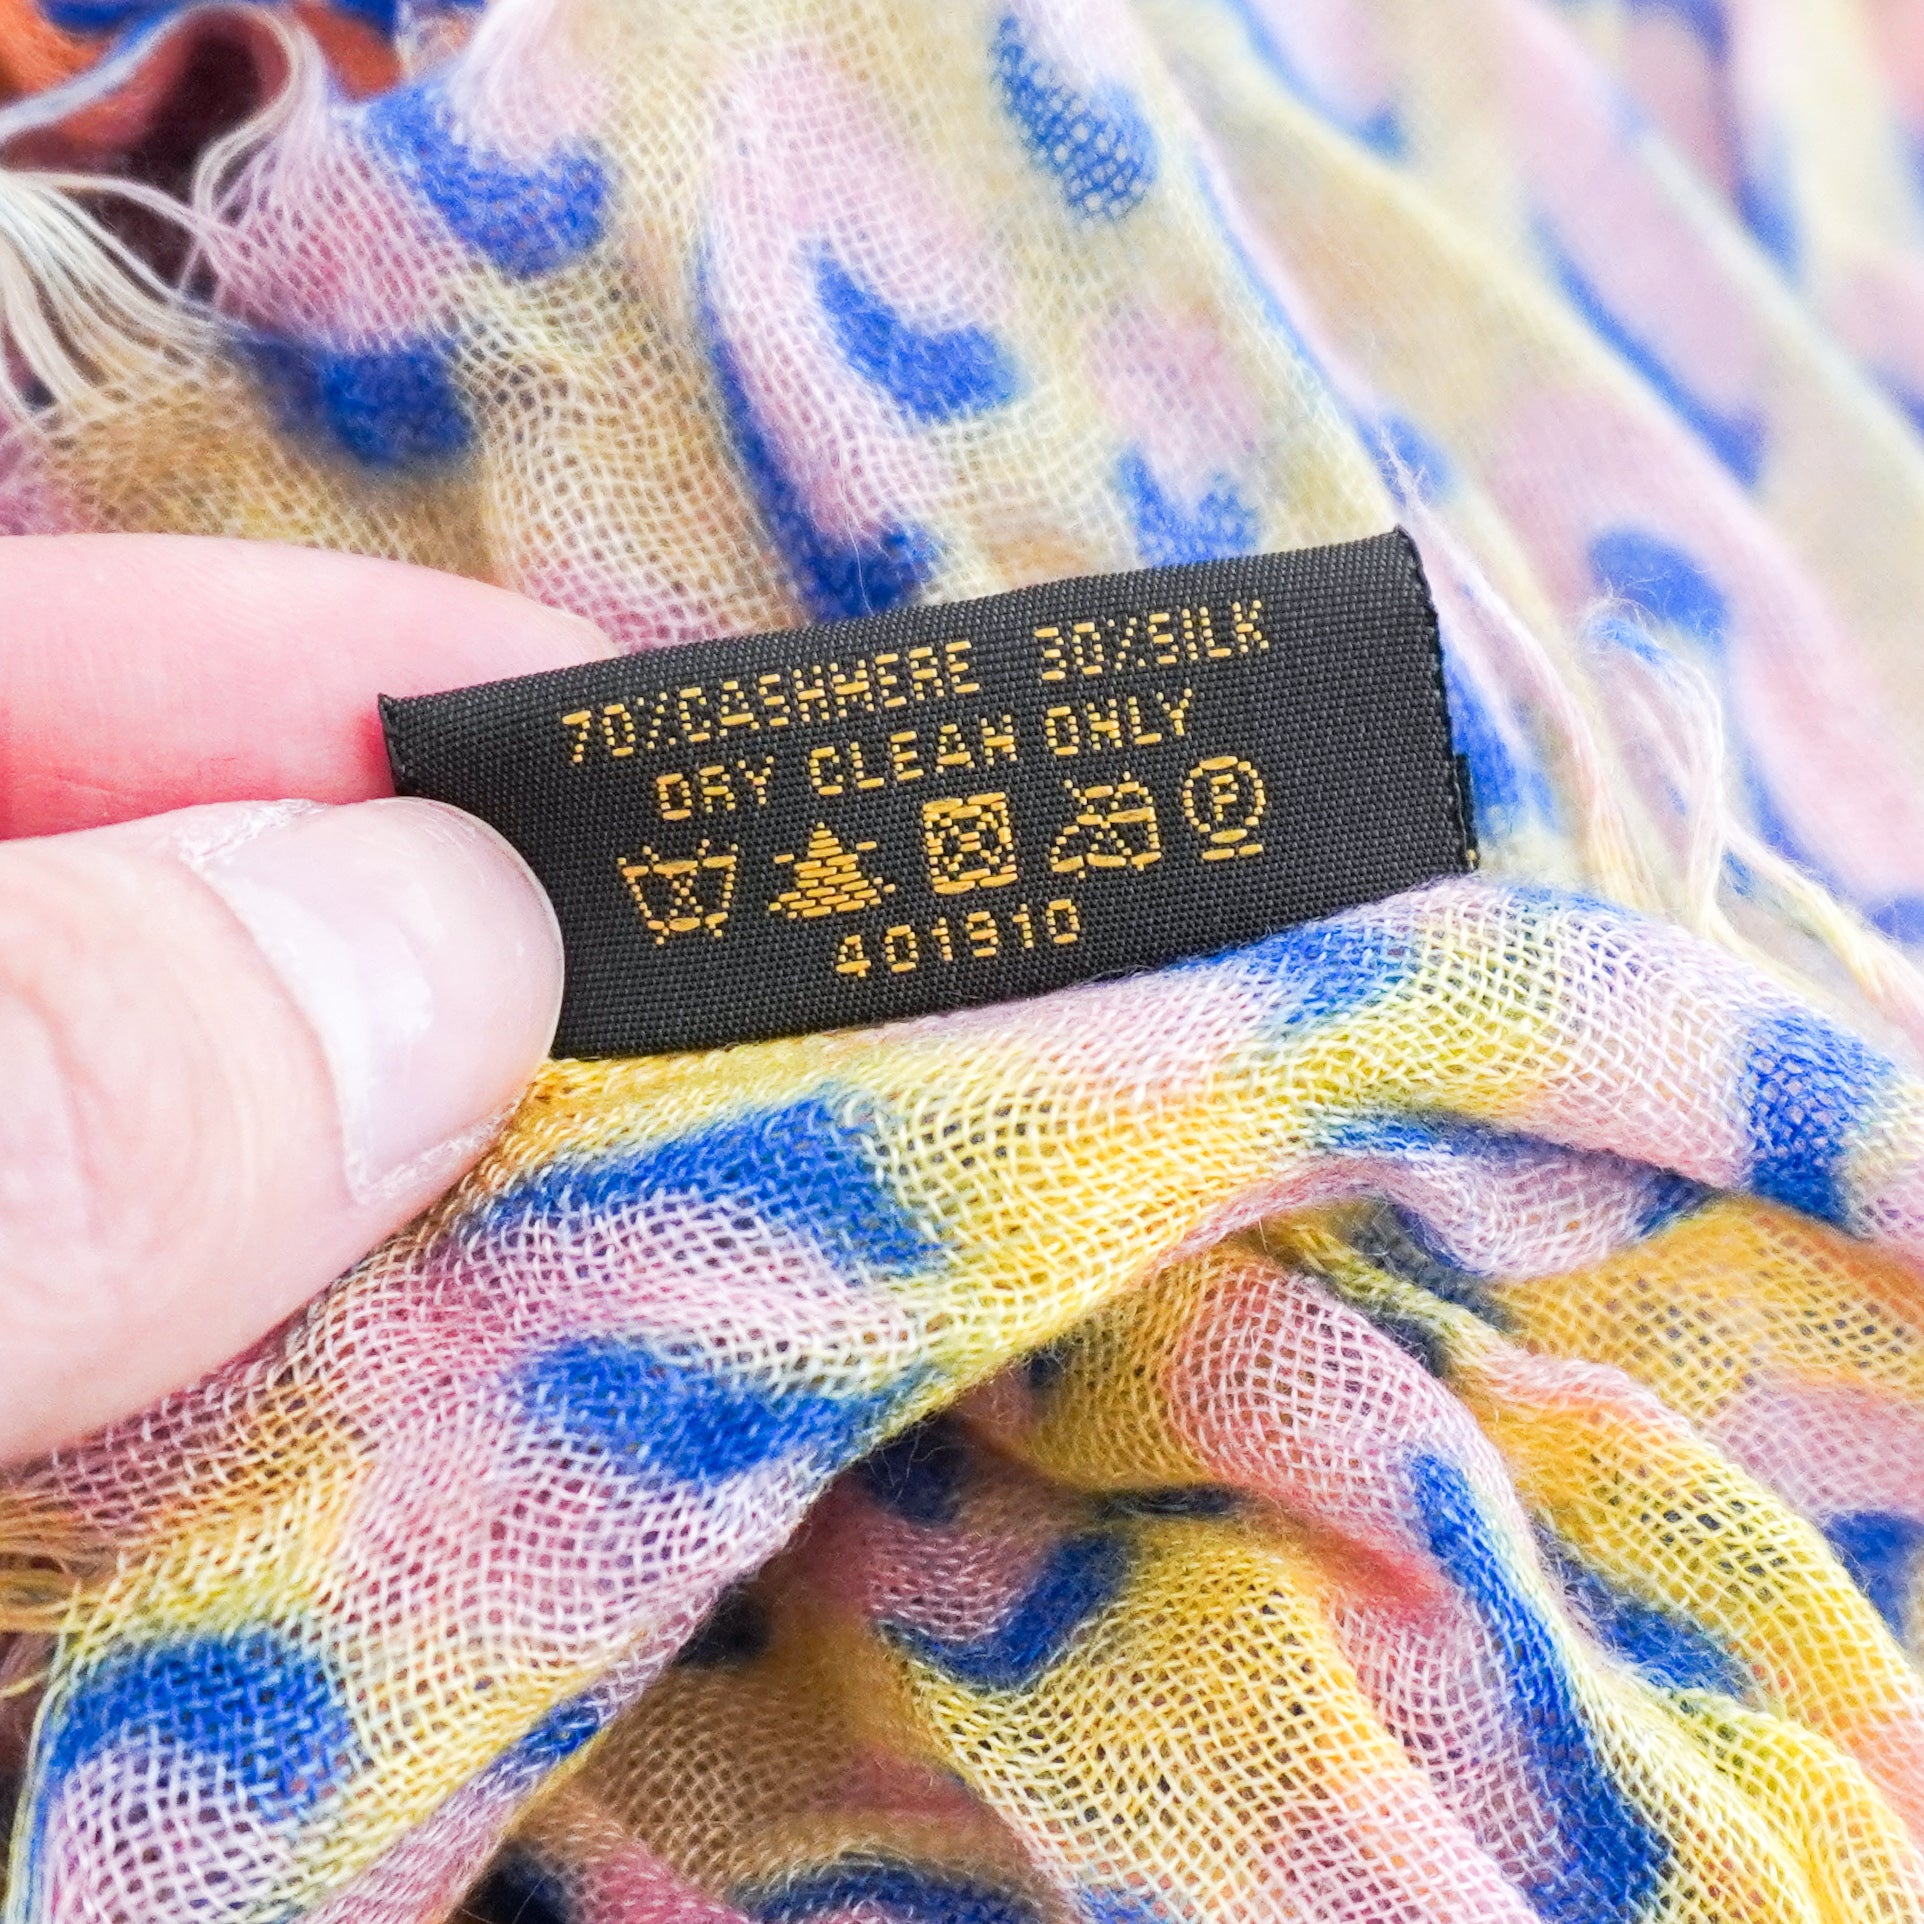 70%CASHMERE 30%SILK
DRY CLEAN ONLY
P
401910